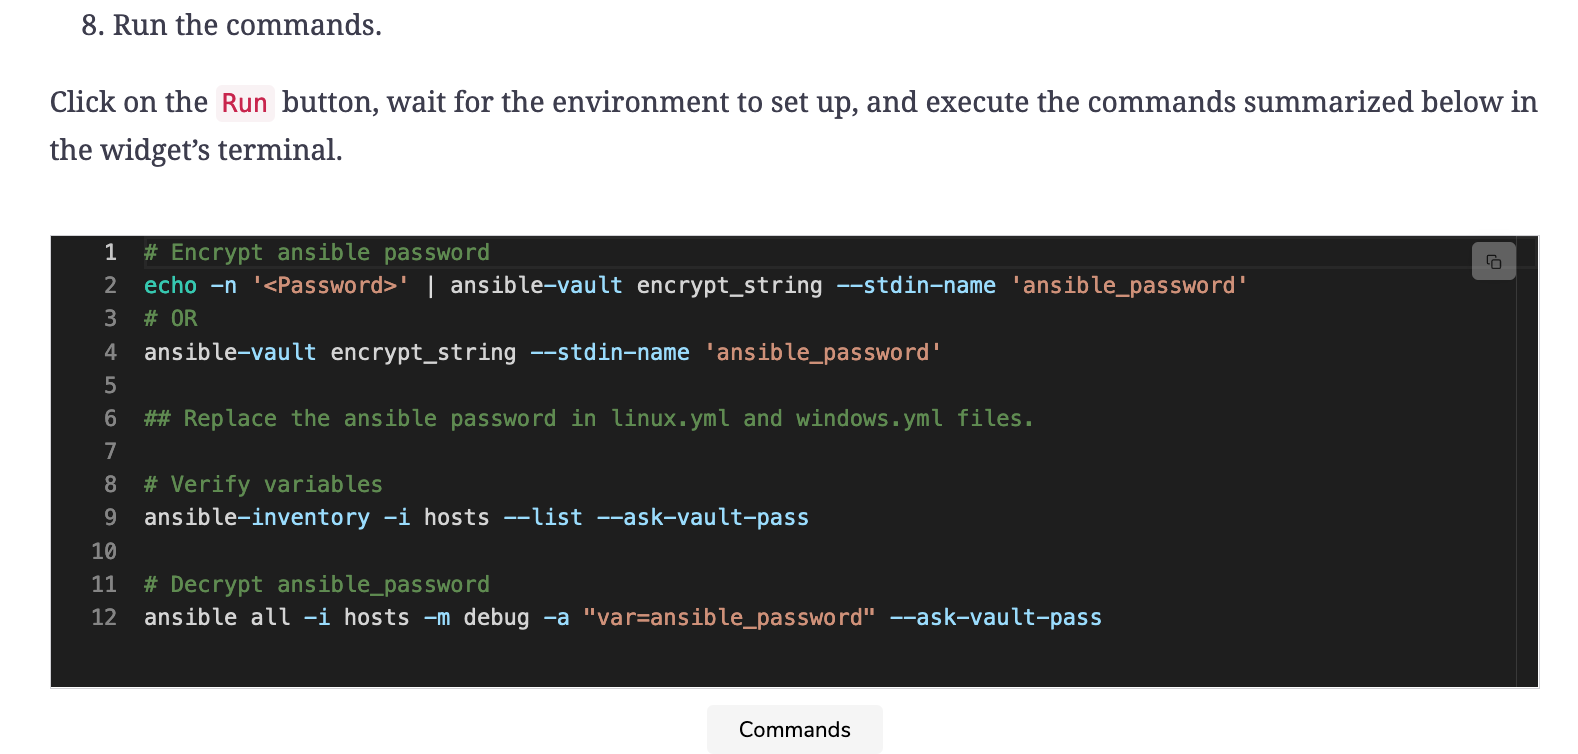 8. Run the commands.
Click on the Run button, wait for the environment to set up, and execute the commands summarized below in
the widget’s terminal.
1 # Encrypt ansible password
2 echo -n '<Password>' | ansible-vault encrypt_string --stdin-name 'ansible_password'
3 # OR
4 ansible-vault encrypt_string --stdin-name 'ansible_password'
5
6 ## Replace the ansible password in linux.yml and windows.yml files.
7
8 # Verify variables
9 ansible-inventory -i hosts --list --ask-vault-pass
10
11 # Decrypt ansible_password
12 ansible all -i hosts -m debug -a "var=ansible_password" --ask-vault-pass
Commands